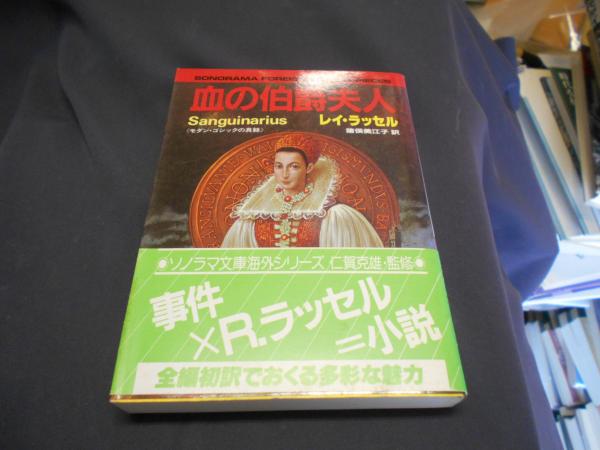 SONORAMA FOREIGN
血の伯爵夫人
Sanguinarius
レイ・ラッセル
〈モダン・ゴシックの真髄〉
猪俣美江子 訳
●ソノラマ文庫海外シリーズ 仁賀克雄・監修●
事件
×R.ラッセル
=小説
全編初訳でおくる多彩な魅力